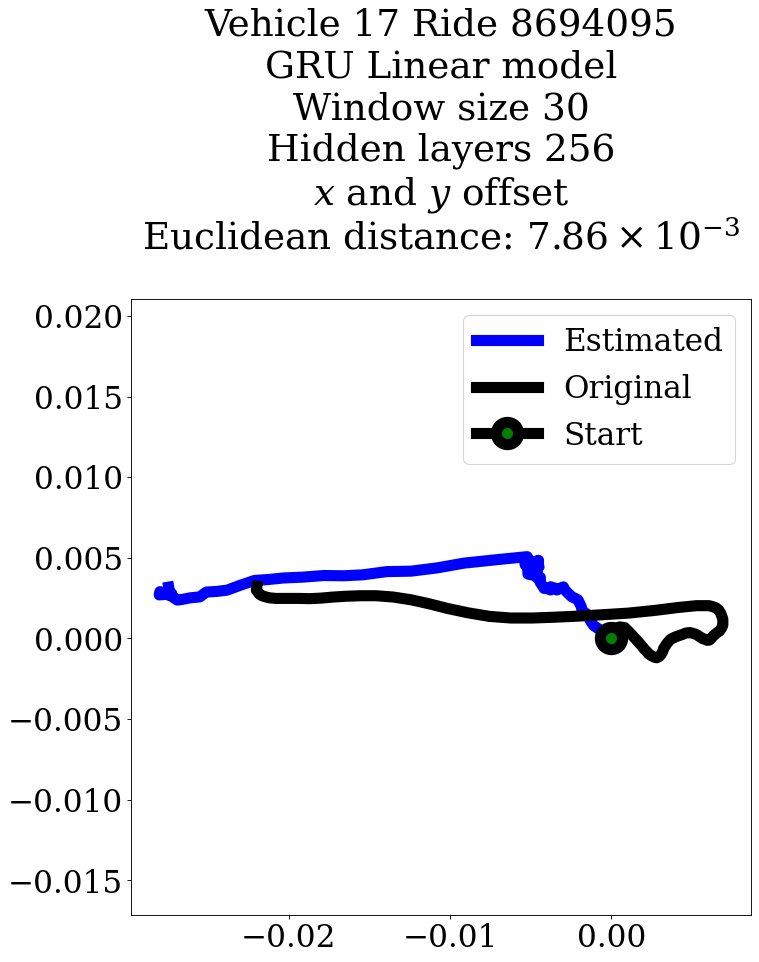 Vehicle 17 Ride 8694095
GRU Linear model
Window size 30
Hidden layers 256
x and y offset
Euclidean distance: 7.86 × 10⁻³
Estimated
Original
Start
0.020
0.015
0.010
0.005
0.000
−0.005
−0.010
−0.015
−0.02 −0.01 0.00